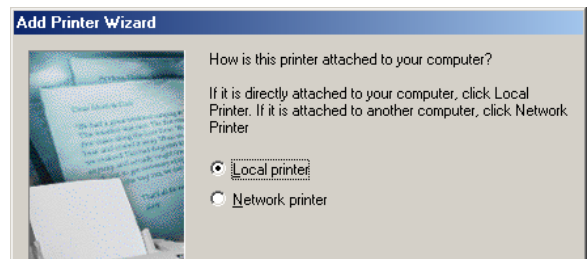 Add Printer Wizard
How is this printer attached to your computer?
If it is directly attached to your computer, click Local
Printer. If it is attached to another computer, click Network
Printer
Local printer
Network printer